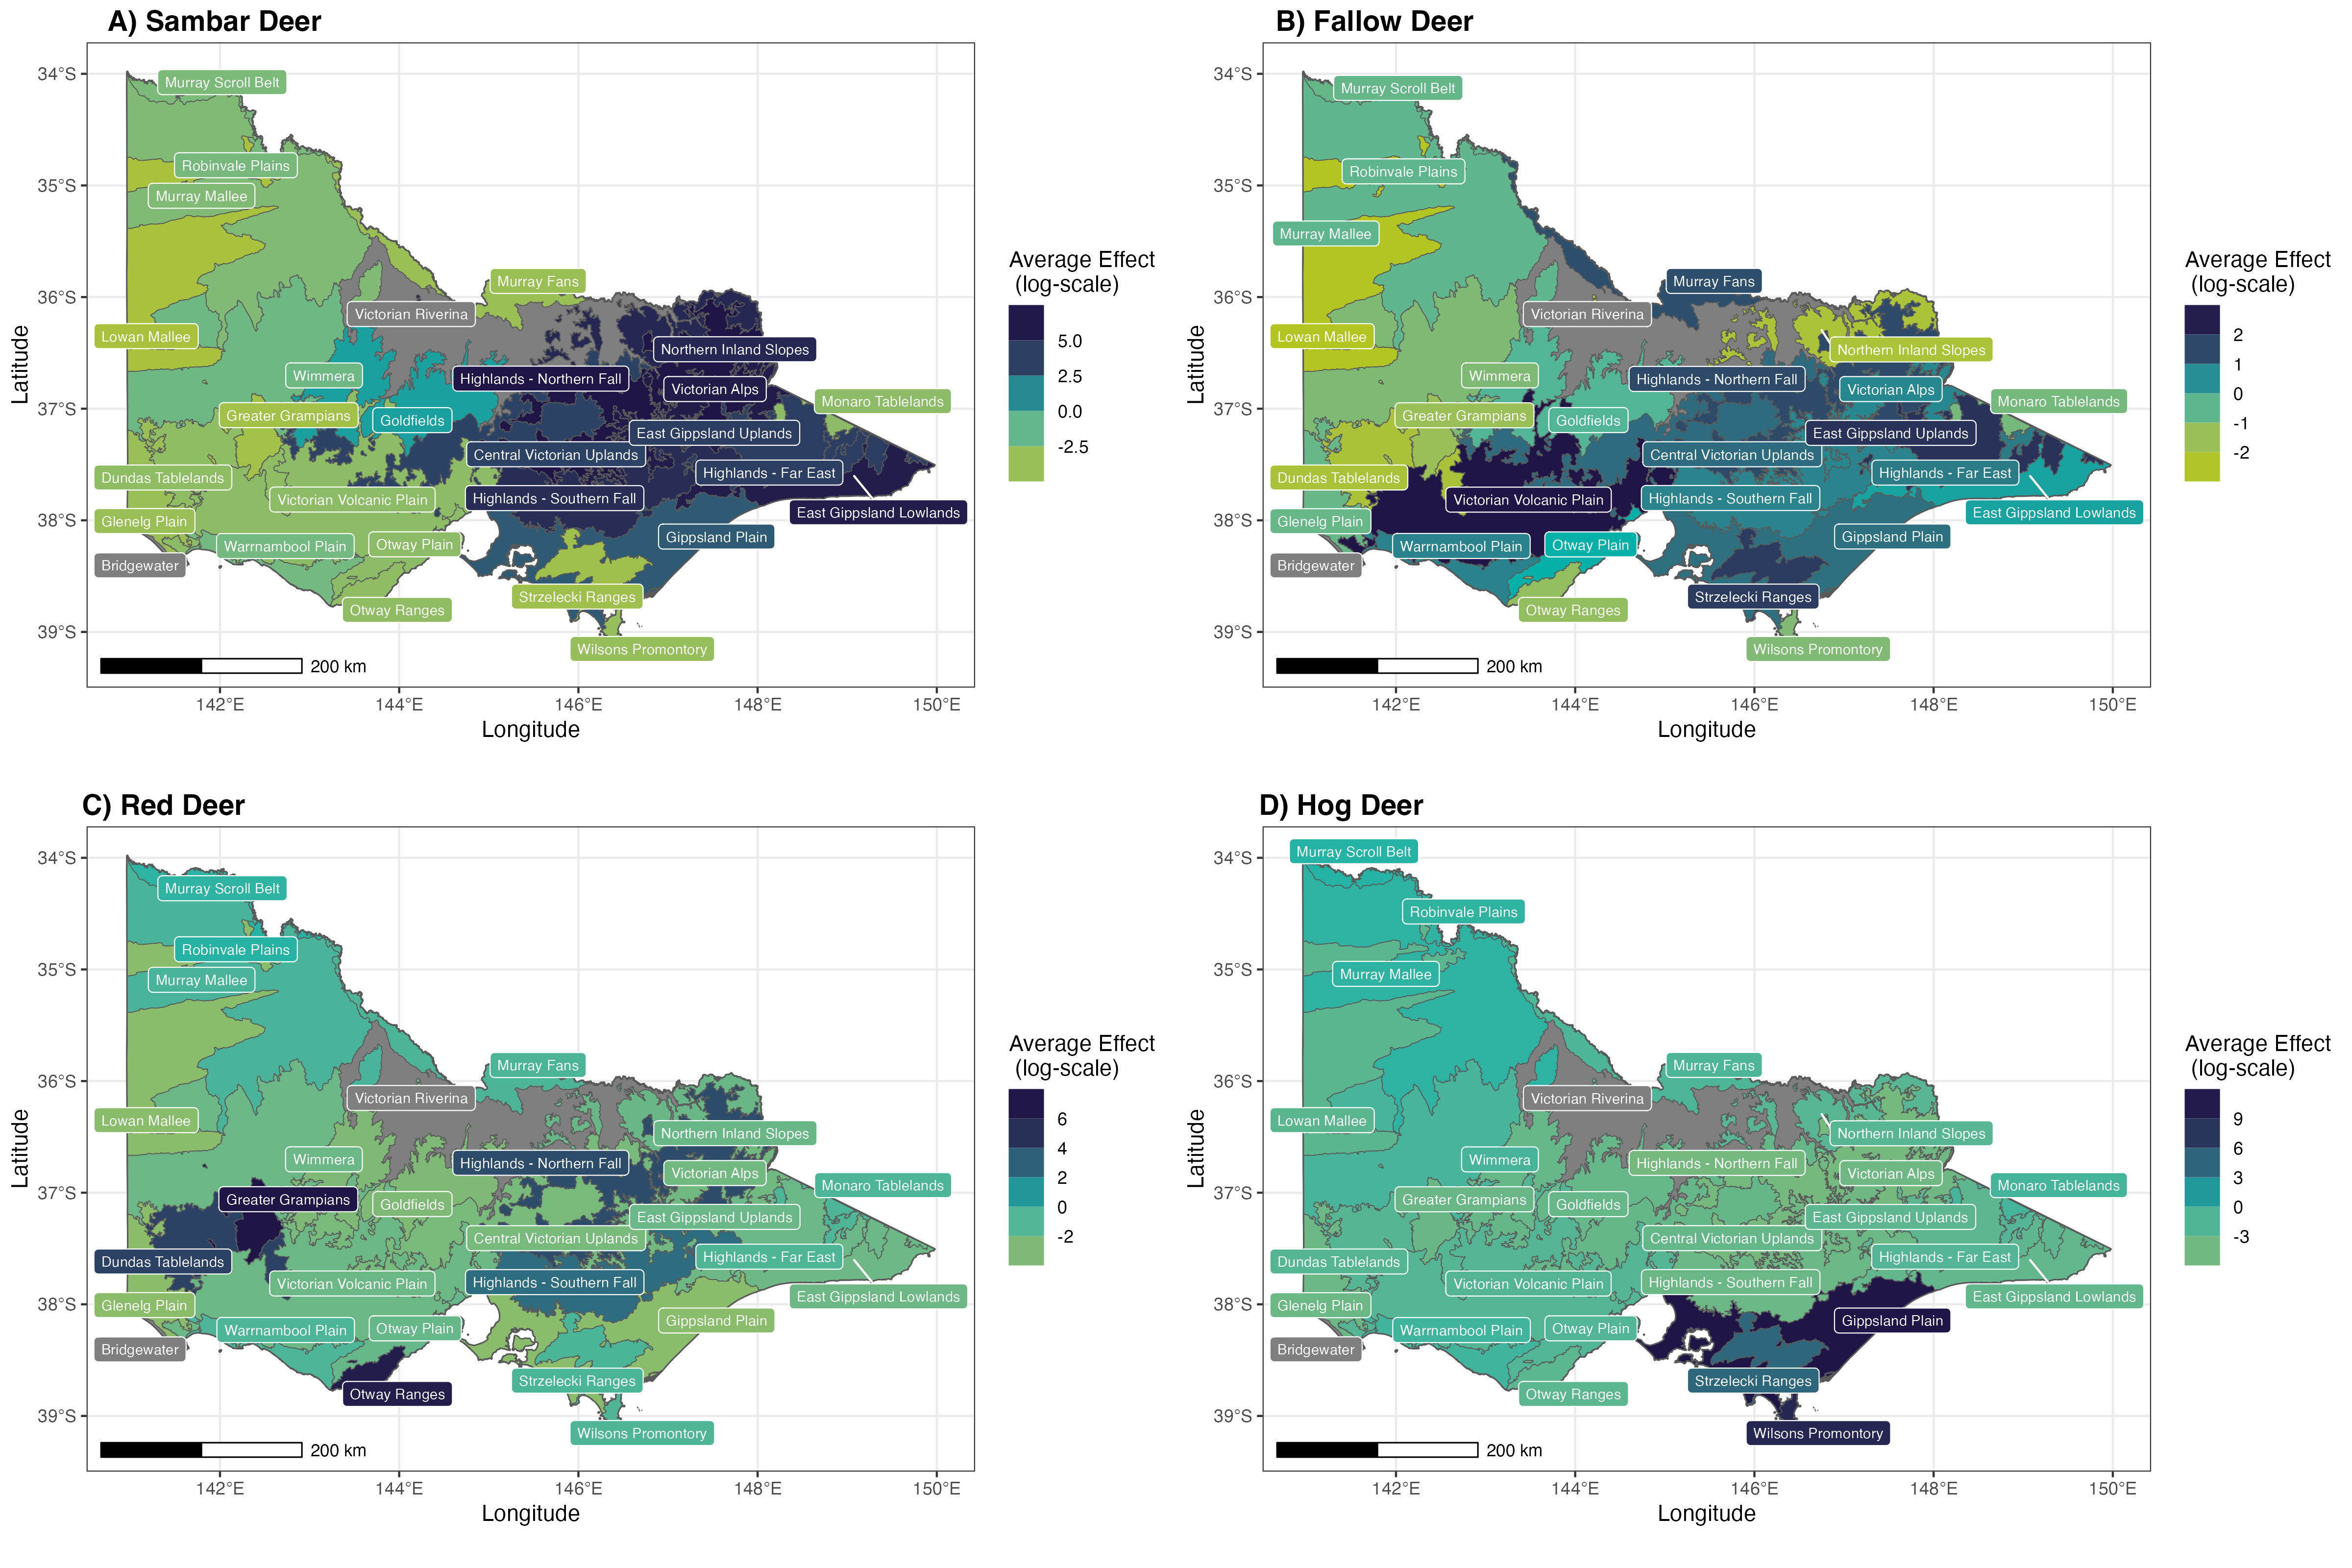 A) Sambar Deer
34°S
35°S
36°S
37°S
38°S
39°S
Latitude
Murray Scroll Belt
Robinvale Plains
Murray Mallee
Murray Fans
Victorian Riverina
Lowan Mallee
Northern Inland Slopes
Wimmera
Highlands - Northern Fall
Victorian Alps
Monaro Tablelands
Greater Grampians
Goldfields
East Gippsland Uplands
Central Victorian Uplands
Highlands - Far East
Dundas Tablelands
Victorian Volcanic Plain
Highlands - Southern Fall
East Gippsland Lowlands
Glenelg Plain
Gippsland Plain
Warrnambool Plain
Otway Plain
Bridgewater
Strzelecki Ranges
Otway Ranges
Wilsons Promontory
200 km
142°E
144°E
146°E
148°E
150°E
Longitude
Average Effect
(log-scale)
5.0
2.5
0.0
-2.5
B) Fallow Deer
34°S
35°S
36°S
37°S
38°S
39°S
Latitude
Murray Scroll Belt
Robinvale Plains
Murray Mallee
Murray Fans
Victorian Riverina
Lowan Mallee
Northern Inland Slopes
Wimmera
Highlands - Northern Fall
Victorian Alps
Monaro Tablelands
Greater Grampians
Goldfields
East Gippsland Uplands
Central Victorian Uplands
Highlands - Far East
Dundas Tablelands
Victorian Volcanic Plain
Highlands - Southern Fall
East Gippsland Lowlands
Glenelg Plain
Gippsland Plain
Warrnambool Plain
Otway Plain
Bridgewater
Strzelecki Ranges
Otway Ranges
Wilsons Promontory
200 km
142°E
144°E
146°E
148°E
150°E
Longitude
Average Effect
(log-scale)
2
1
0
-1
-2
C) Red Deer
34°S
35°S
36°S
37°S
38°S
39°S
Latitude
Murray Scroll Belt
Robinvale Plains
Murray Mallee
Murray Fans
Victorian Riverina
Lowan Mallee
Northern Inland Slopes
Wimmera
Highlands - Northern Fall
Victorian Alps
Monaro Tablelands
Greater Grampians
Goldfields
East Gippsland Uplands
Central Victorian Uplands
Highlands - Far East
Dundas Tablelands
Victorian Volcanic Plain
Highlands - Southern Fall
East Gippsland Lowlands
Glenelg Plain
Gippsland Plain
Warrnambool Plain
Otway Plain
Bridgewater
Strzelecki Ranges
Otway Ranges
Wilsons Promontory
200 km
142°E
144°E
146°E
148°E
150°E
Longitude
Average Effect
(log-scale)
6
4
2
0
-2
D) Hog Deer
34°S
35°S
36°S
37°S
38°S
39°S
Latitude
Murray Scroll Belt
Robinvale Plains
Murray Mallee
Murray Fans
Victorian Riverina
Lowan Mallee
Northern Inland Slopes
Wimmera
Highlands - Northern Fall
Victorian Alps
Monaro Tablelands
Greater Grampians
Goldfields
East Gippsland Uplands
Central Victorian Uplands
Highlands - Far East
Dundas Tablelands
Victorian Volcanic Plain
Highlands - Southern Fall
East Gippsland Lowlands
Glenelg Plain
Gippsland Plain
Warrnambool Plain
Otway Plain
Bridgewater
Strzelecki Ranges
Otway Ranges
Wilsons Promontory
200 km
142°E
144°E
146°E
148°E
150°E
Longitude
Average Effect
(log-scale)
9
6
3
0
-3